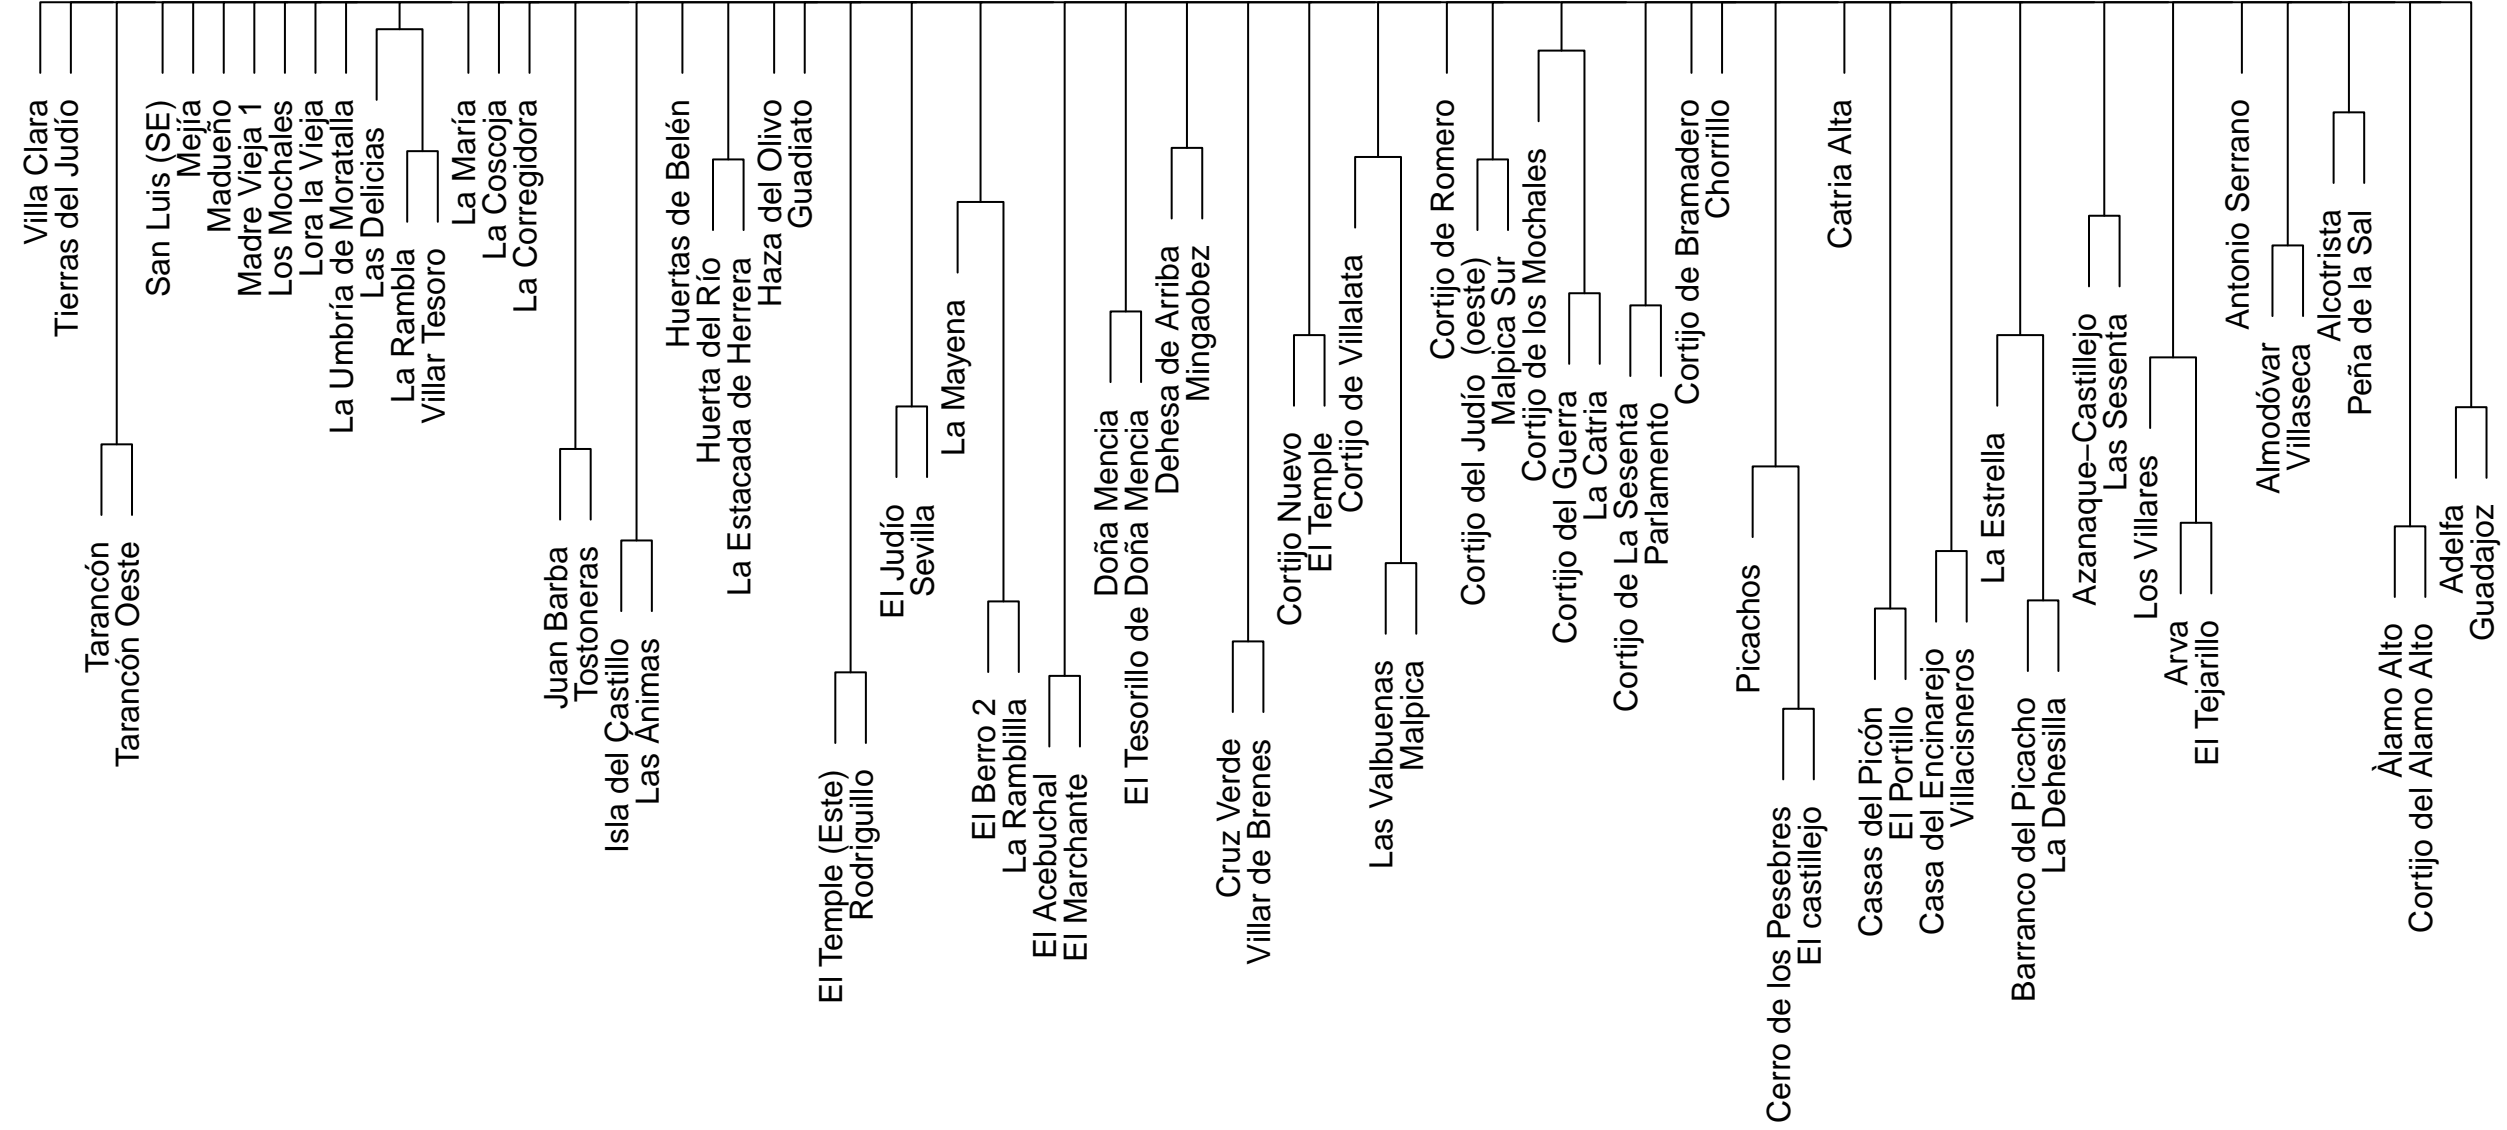 Villa Clara
Tierras del Judío
Tarancón
Tarancón Oeste
San Luis (SE)
Mejía
Madueño
Madre Vieja 1
Los Mochales
Lora la Vieja
La Umbría de Moratalla
Las Delicias
La Rambla
Villar Tesoro
La María
La Coscoja
La Corregidora
Juan Barba
Tostoneras
Isla del Castillo
Las Ánimas
Huertas de Belén
Huerta del Río
La Estacada de Herrera
Haza del Olivo
Guadiato
El Temple (Este)
Rodriguillo
El Judío
Sevilla
La Mayena
El Berro 2
La Ramblilla
El Acebuchal
El Marchante
Doña Mencia
El Tesorillo de Doña Mencia
Dehesa de Arriba
Mingaobez
Cruz Verde
Villar de Brenes
Cortijo Nuevo
El Temple
Cortijo de Villalata
Las Valbuenas
Malpica
Cortijo de Romero
Cortijo del Judío (oeste)
Malpica Sur
Cortijo de los Mochales
Cortijo del Guerra
La Catria
Cortijo de La Sesenta
Parlamento
Cortijo de Bramadero
Chorrillo
Picachos
Cerro de los Pesebres
El castillejo
Catria Alta
Casas del Picón
El Portillo
Casa del Encinarejo
Villacisneros
La Estrella
Barranco del Picacho
La Dehesilla
Azanaque−Castillejo
Las Sesenta
Los Villares
Arva
El Tejarillo
Antonio Serrano
Almodóvar
Villaseca
Alcotrista
Peña de la Sal
Àlamo Alto
Cortijo del Alamo Alto
Adelfa
Guadajoz